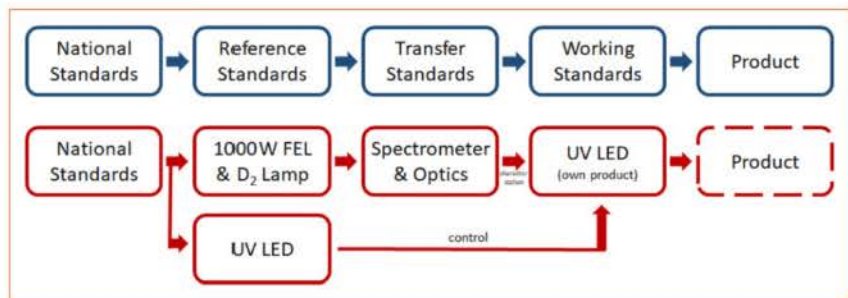 National
Standards
Reference
Standards
Transfer
Standards
Working
Standards
Product
National
Standards
1000W FEL
& D₂ Lamp
Spectrometer
& Optics
UV LED
(own product)
Product
UV LED
control